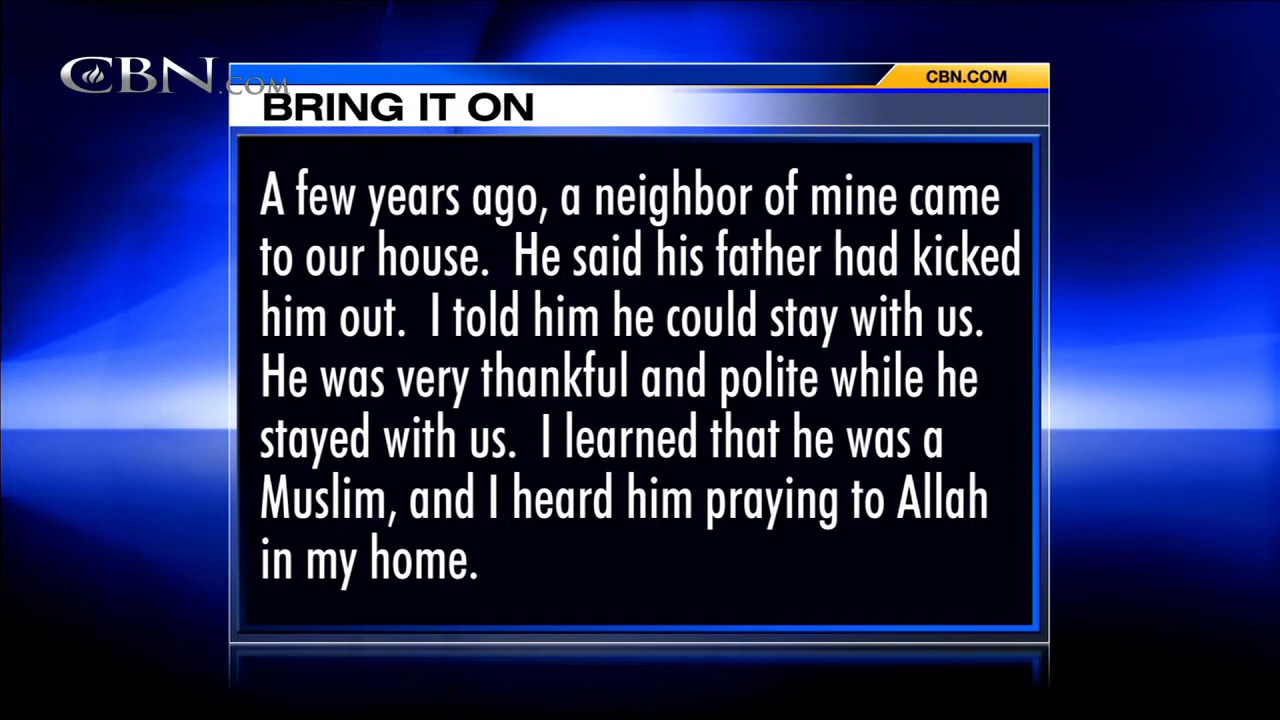 CBN.COM
CBN.COM
BRING IT ON
A few years ago, a neighbor of mine came
to our house.  He said his father had kicked
him out.  I told him he could stay with us.
He was very thankful and polite while he
stayed with us.  I learned that he was a
Muslim, and I heard him praying to Allah
in my home.